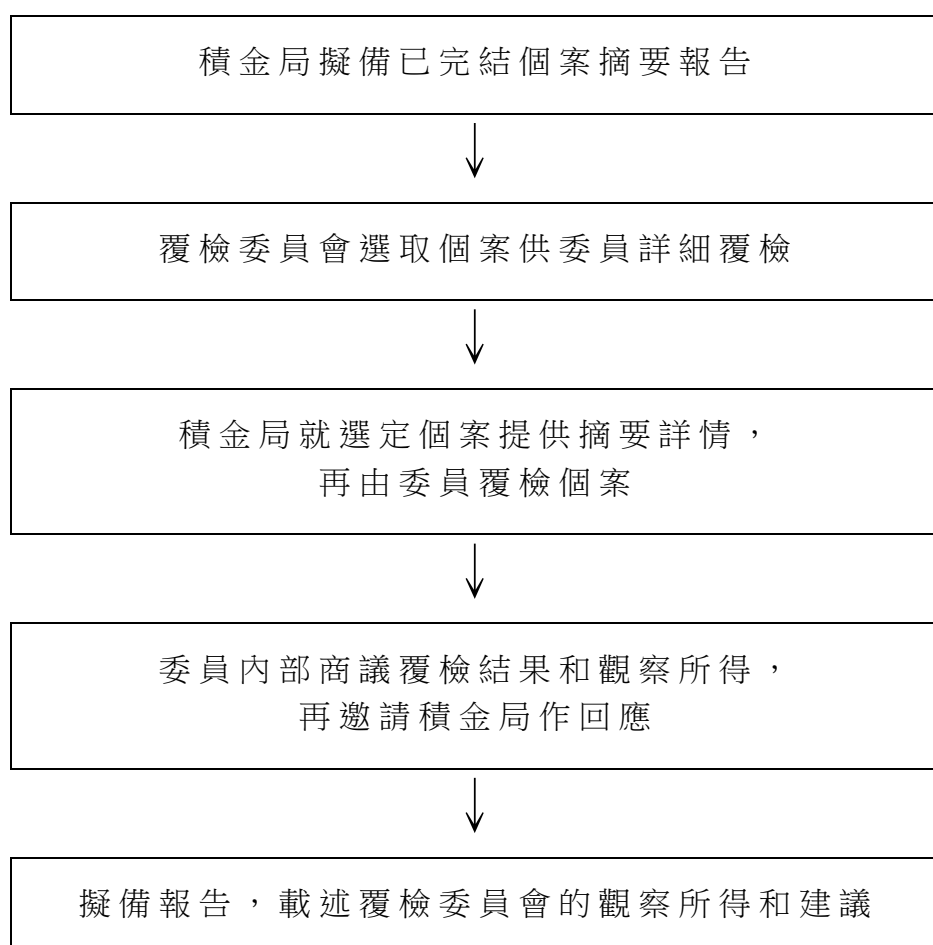 積金局擬備已完結個案摘要報告
覆檢委員會選取個案供委員詳細覆檢
積金局就選定個案提供摘要詳情，
再由委員覆檢個案
委員內部商議覆檢結果和觀察所得，
再邀請積金局作回應
擬備報告，載述覆檢委員會的觀察所得和建議